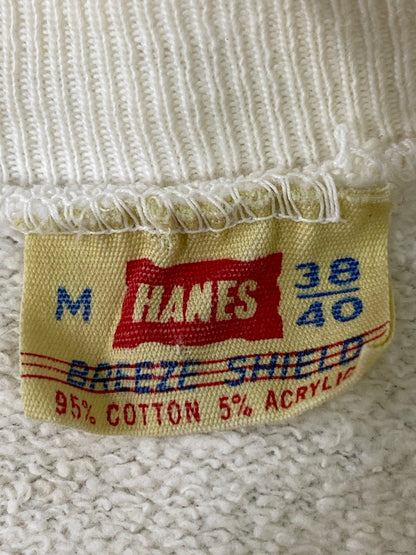 M HANES 38/40
BREEZE SHIELD
95% COTTON 5% ACRYLIC